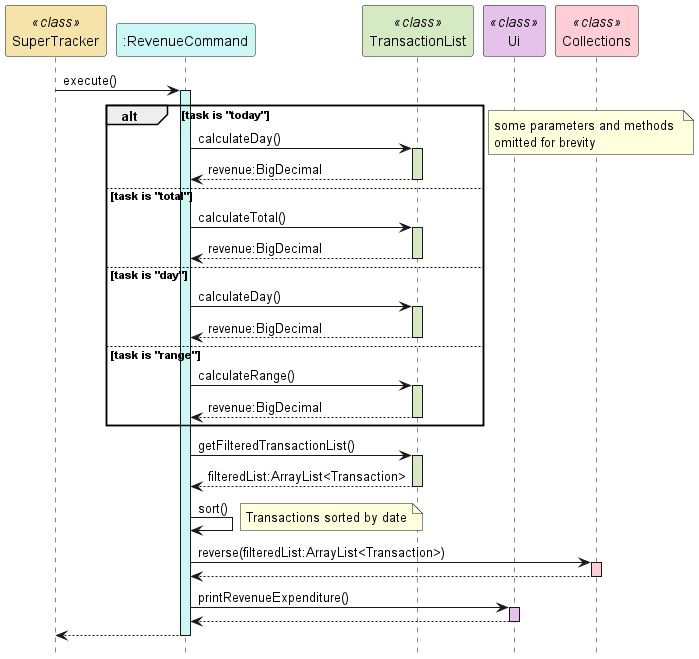 «class»
SuperTracker
:RevenueCommand
«class»
TransactionList
«class»
Ui
«class»
Collections
execute()
alt
[task is "today"]
some parameters and methods
omitted for brevity
calculateDay()
revenue:BigDecimal
[task is "total"]
calculateTotal()
revenue:BigDecimal
[task is "day"]
calculateDay()
revenue:BigDecimal
[task is "range"]
calculateRange()
revenue:BigDecimal
getFilteredTransactionList()
filteredList:ArrayList<Transaction>
sort()
Transactions sorted by date
reverse(filteredList:ArrayList<Transaction>)
printRevenueExpenditure()